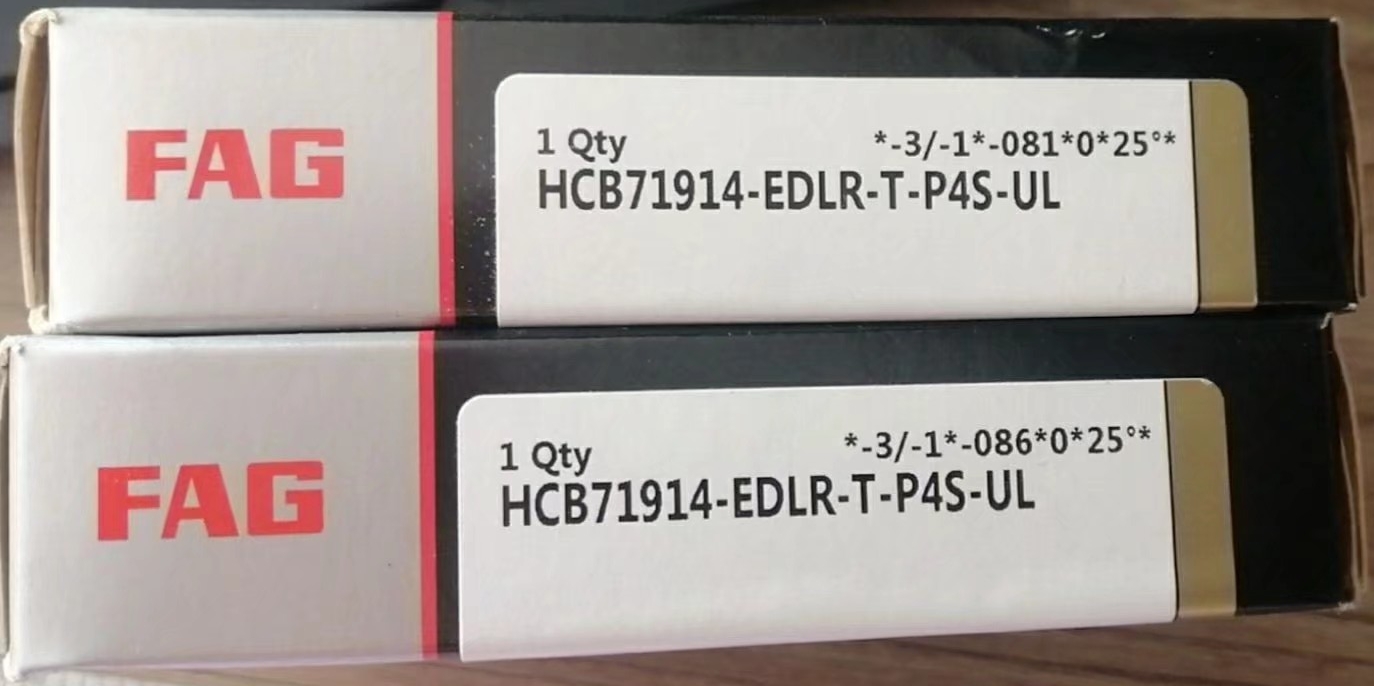 FAG
1 Qty *-3/-1*-081*0*25°*
HCB71914-EDLR-T-P4S-UL
FAG
1 Qty *-3/-1*-086*0*25°*
HCB71914-EDLR-T-P4S-UL